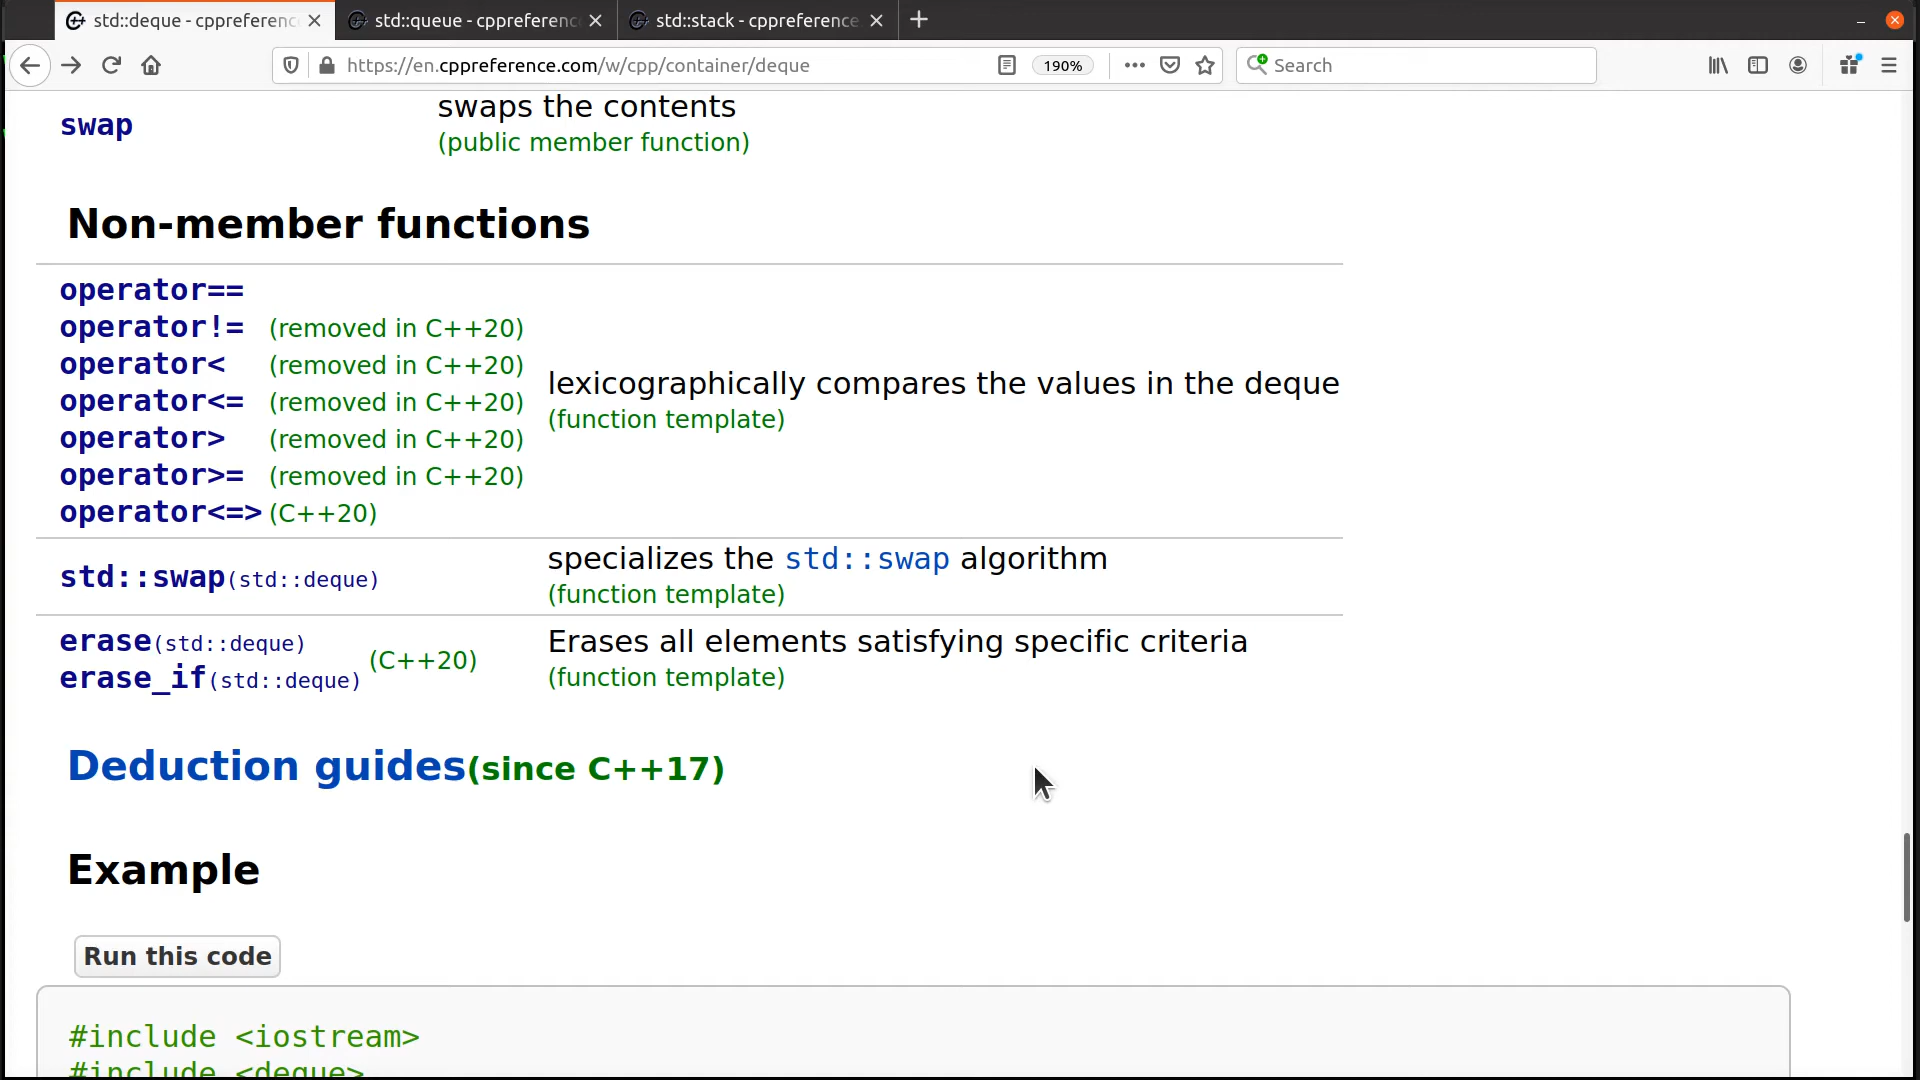 std::deque - cppreferenc
std::queue - cppreferenc
std::stack - cppreference
https://en.cppreference.com/w/cpp/container/deque
190%
Search
swap
swaps the contents
(public member function)
Non-member functions
operator==
operator!= (removed in C++20)
operator< (removed in C++20)
operator<= (removed in C++20)
operator> (removed in C++20)
operator>= (removed in C++20)
operator<=> (C++20)
lexicographically compares the values in the deque
(function template)
std::swap(std::deque)
specializes the std::swap algorithm
(function template)
erase(std::deque)
erase_if(std::deque)
(C++20)
Erases all elements satisfying specific criteria
(function template)
Deduction guides(since C++17)
Example
Run this code
#include <iostream>
#include <deque>